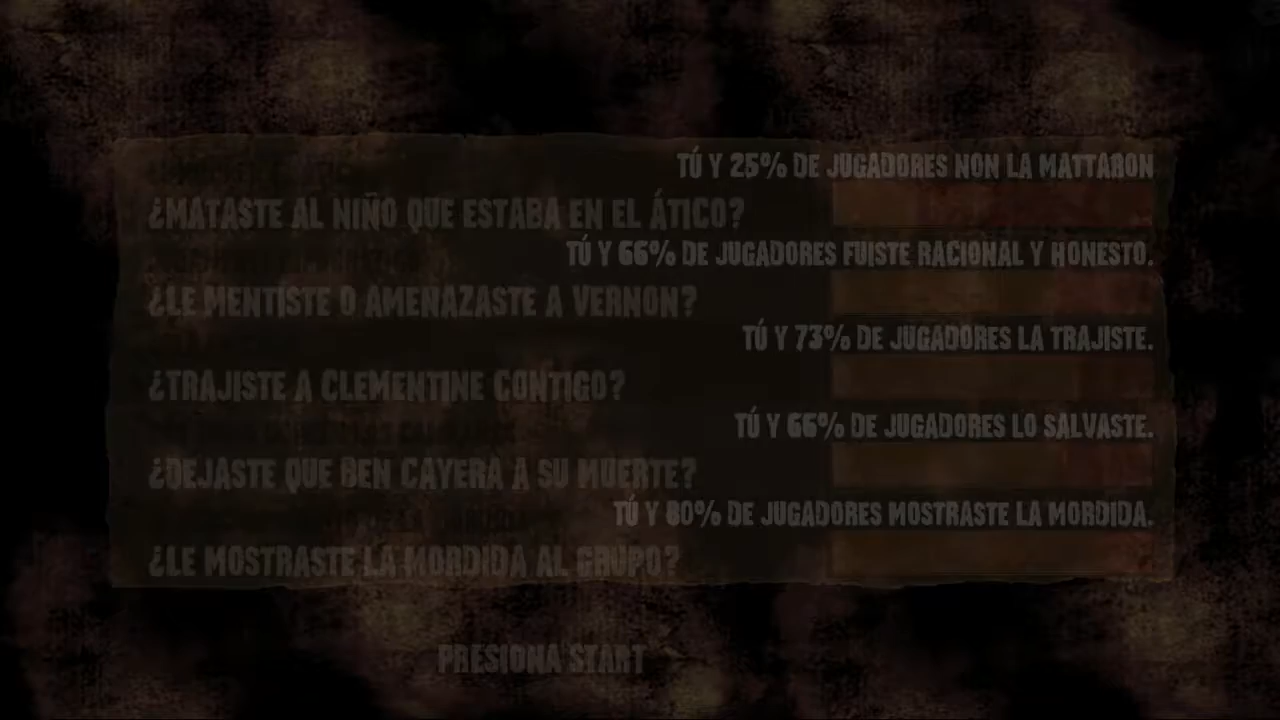 TÚ Y 25% DE JUGADORES NON LA MATTARON
¿MATASTE AL NIÑO QUE ESTABA EN EL ÁTICO?
TÚ Y 66% DE JUGADORES FUISTE RACIONAL Y HONESTO.
¿LE MENTISTE O AMENAZASTE A VERNON?
TÚ Y 73% DE JUGADORES LA TRAJISTE.
¿TRAJISTE A CLEMENTINE CONTIGO?
TÚ Y 66% DE JUGADORES LO SALVASTE.
¿DEJASTE QUE BEN CAYERA A SU MUERTE?
TÚ Y 80% DE JUGADORES MOSTRASTE LA MORDIDA.
¿LE MOSTRASTE LA MORDIDA AL GRUPO?
PRESIONA START